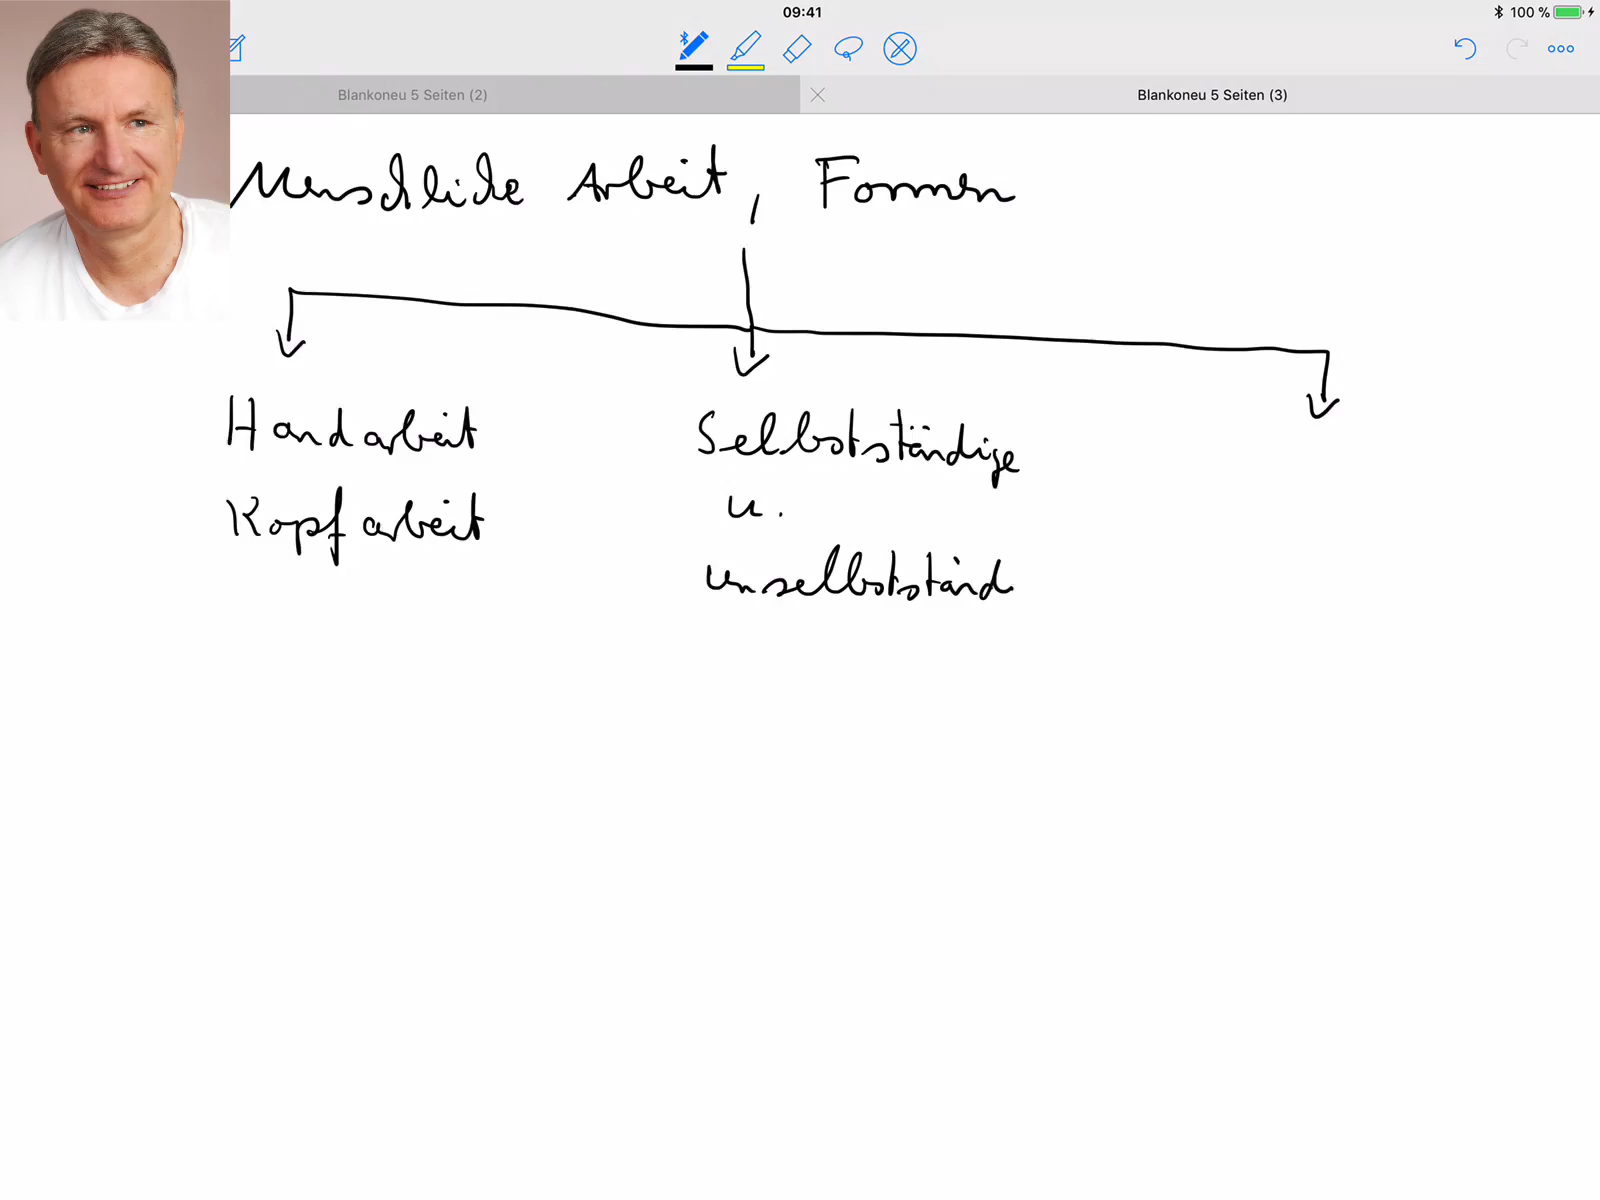 09:41
100 %
Blankoneu 5 Seiten (2)
Blankoneu 5 Seiten (3)
Menschliche Arbeit, Formen
Handarbeit
Kopfarbeit
Selbstständige
u.
unselbstständ